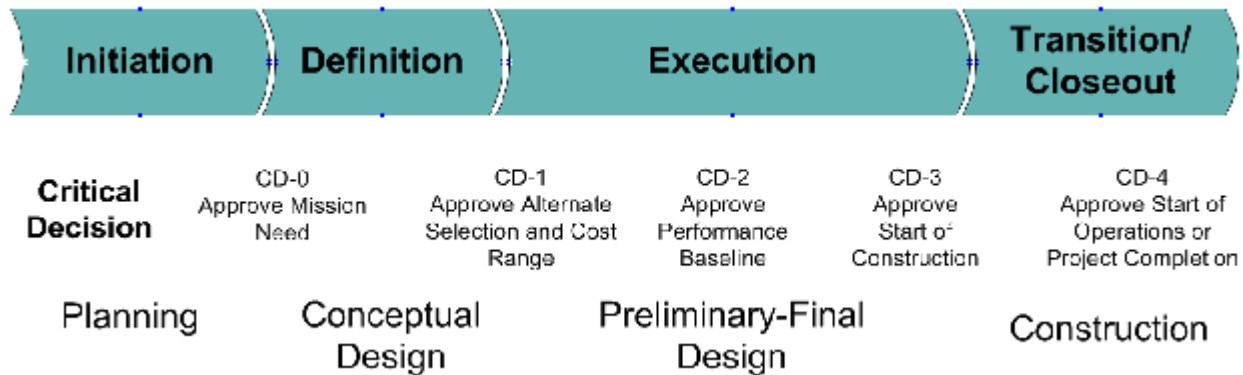 Initiation
Definition
Execution
Transition/
Closeout
Critical
Decision
CD-0
Approve Mission
Need
CD-1
Approve Alternate
Selection and Cost
Range
CD-2
Approve
Performance
Baseline
CD-3
Approve
Start of
Construction
CD-4
Approve Start of
Operations or
Project Completion
Planning
Conceptual
Design
Preliminary-Final
Design
Construction